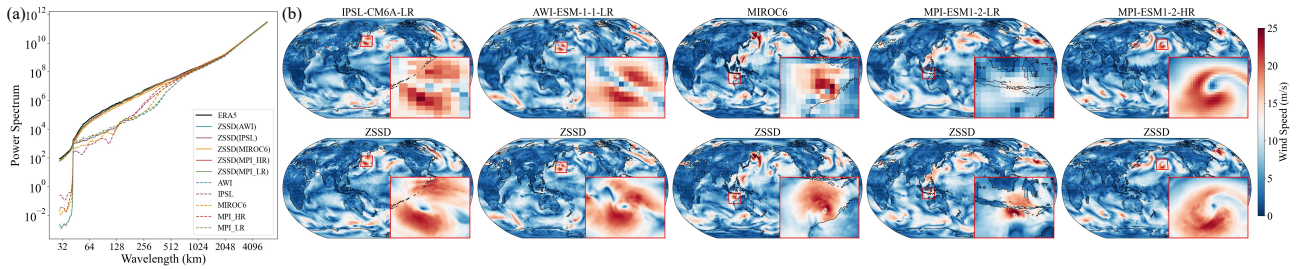 (a)
(b)
IPSL-CM6A-LR
AWI-ESM-1-1-LR
MIROC6
MPI-ESM1-2-LR
MPI-ESM1-2-HR
Power Spectrum
10^12
10^10
10^8
10^6
10^4
10^2
10^0
10^-2
ERA5
ZSSD(AWI)
ZSSD(IPSL)
ZSSD(MIROC6)
ZSSD(MPI_HR)
ZSSD(MPI_LR)
AWI
IPSL
MIROC6
MPI_HR
MPI_LR
32 64 128 256 512 1024 2048 4096
Wavelength (km)
ZSSD
ZSSD
ZSSD
ZSSD
ZSSD
25
20
15
10
5
0
Wind Speed (m/s)